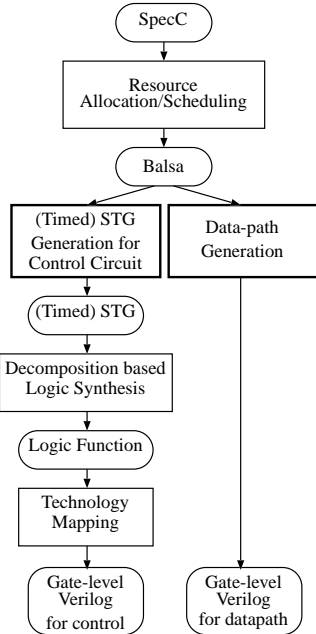 SpecC
Resource
Allocation/Scheduling
Balsa
(Timed) STG
Generation for
Control Circuit
Data-path
Generation
(Timed) STG
Decomposition based
Logic Synthesis
Logic Function
Technology
Mapping
Gate-level
Verilog
for control
Gate-level
Verilog
for datapath